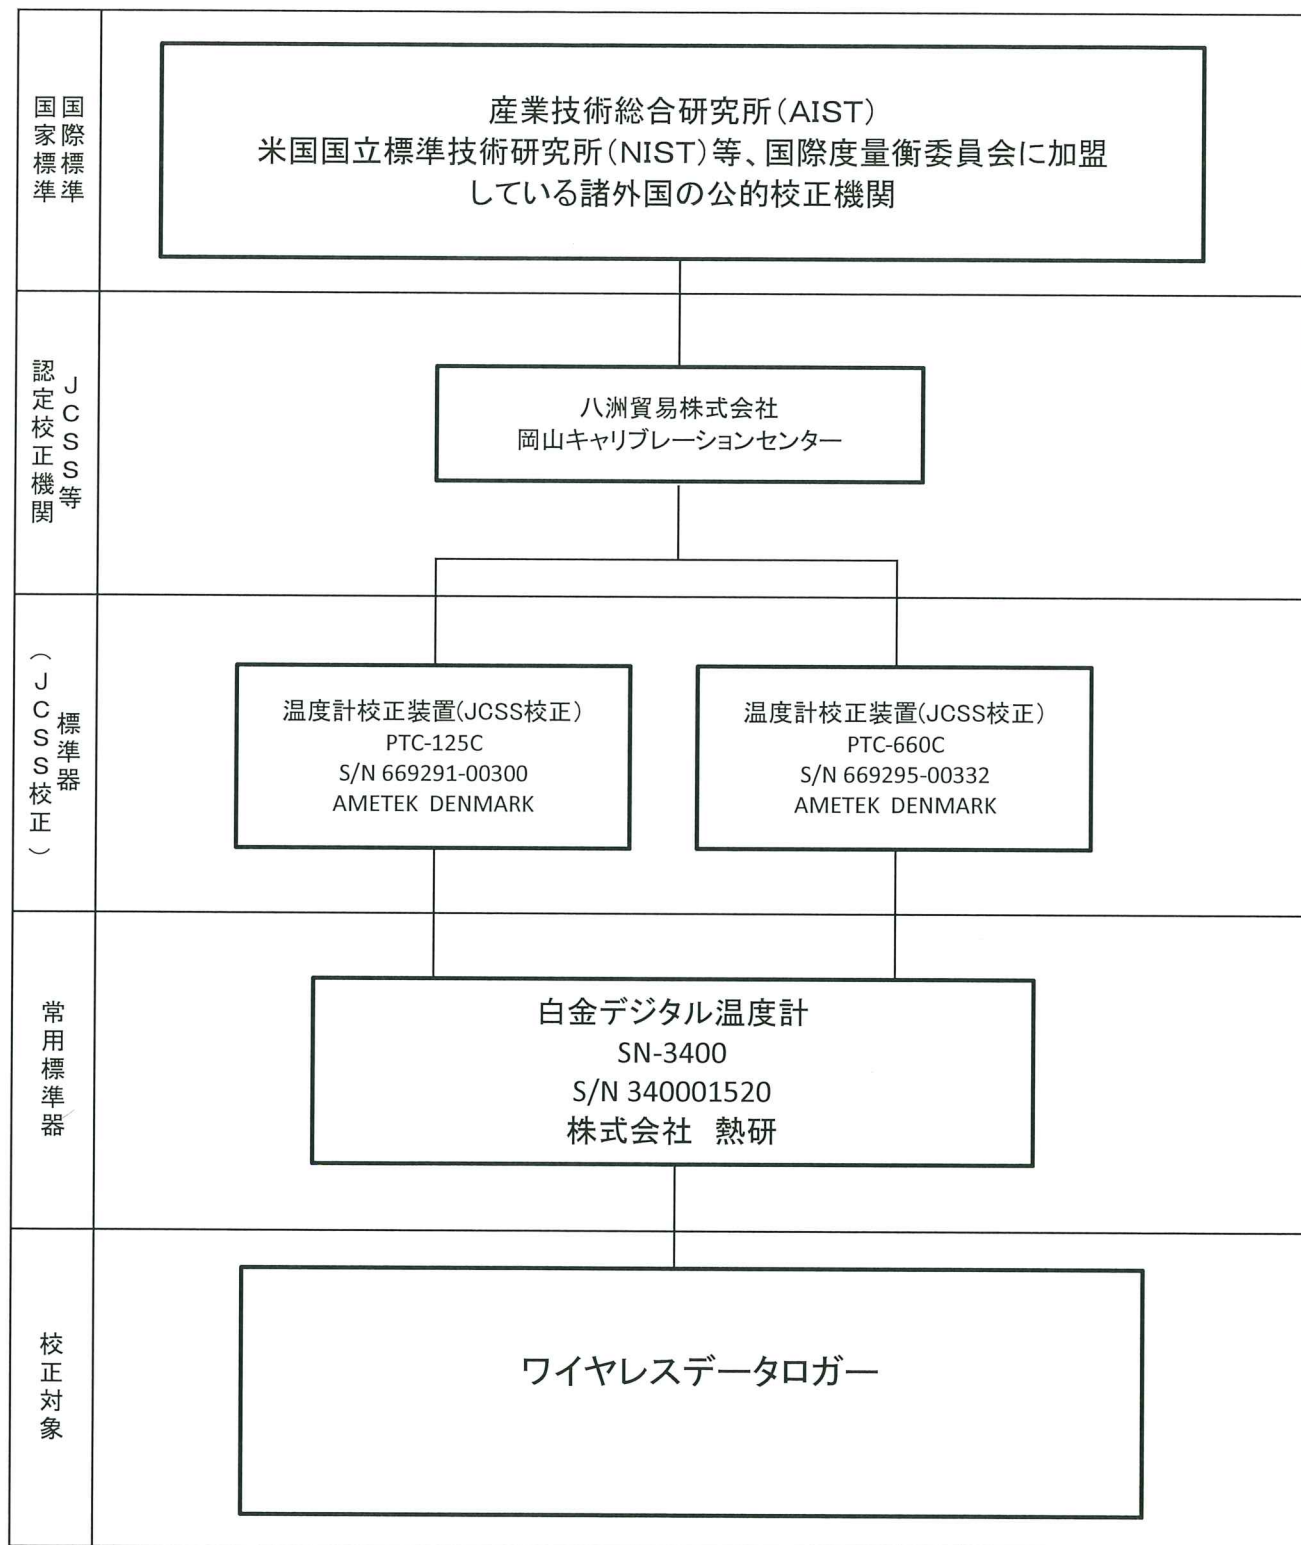 国際標準
国家標準
産業技術総合研究所（AIST）
米国国立標準技術研究所（NIST）等、国際度量衡委員会に加盟
している諸外国の公的校正機関
JCSS等
認定校正機関
八洲貿易株式会社
岡山キャリブレーションセンター
標準器
（JCSS校正）
温度計校正装置(JCSS校正）
PTC-125C
S/N 669291-00300
AMETEK DENMARK
温度計校正装置(JCSS校正）
PTC-660C
S/N 669295-00332
AMETEK DENMARK
常用標準器
白金デジタル温度計
SN-3400
S/N 340001520
株式会社　熱研
校正対象
ワイヤレスデータロガー